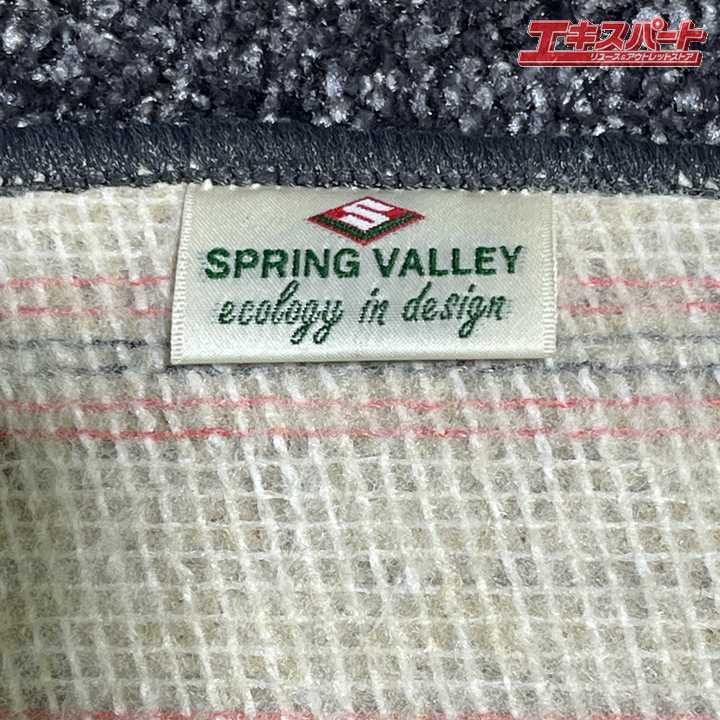 エキスパート
リユース&アウトレットストア
S
SPRING VALLEY
ecology in design